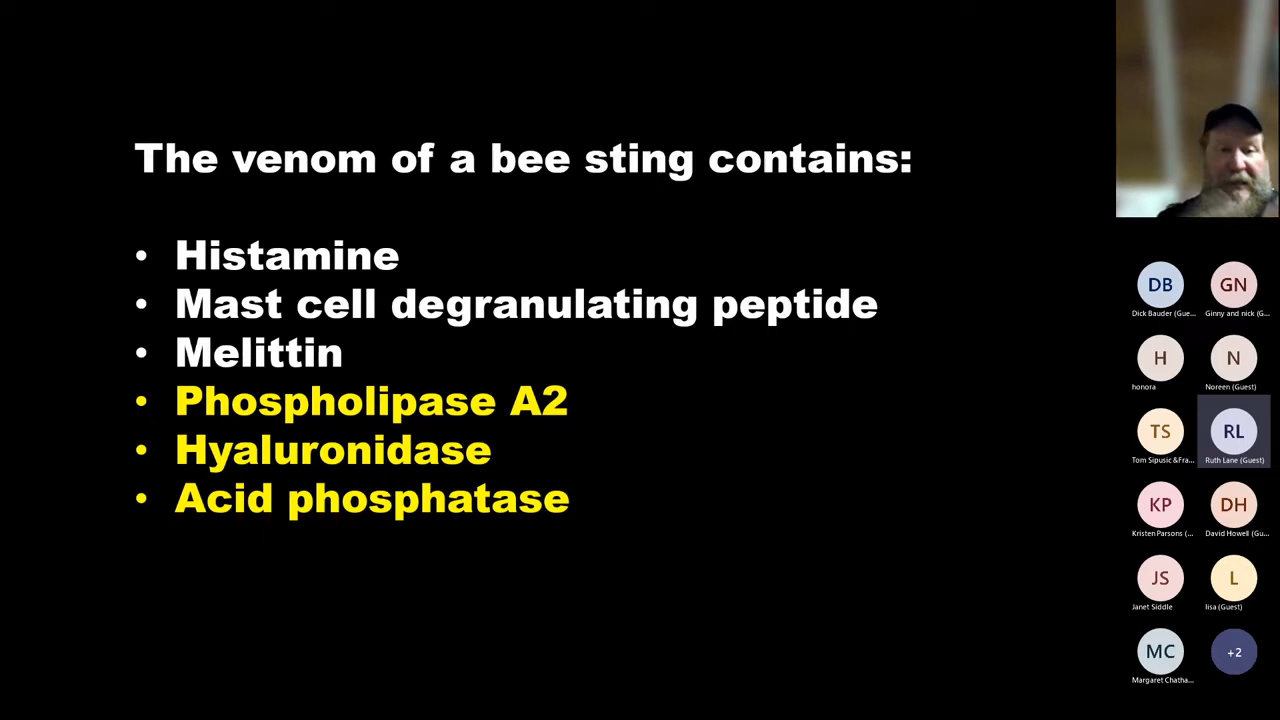 The venom of a bee sting contains:
• Histamine
• Mast cell degranulating peptide
• Melittin
• Phospholipase A2
• Hyaluronidase
• Acid phosphatase
DB
GN
Dick Bauder (Gue...
Ginny and nick (G...
H
N
honora
Noreen (Guest)
TS
RL
Tom Sipusic &Fra...
Ruth Lane (Guest)
KP
DH
Kristen Parsons (...
David Howell (Gu...
JS
L
Janet Siddle
lisa (Guest)
MC
+2
Margaret Chatha...